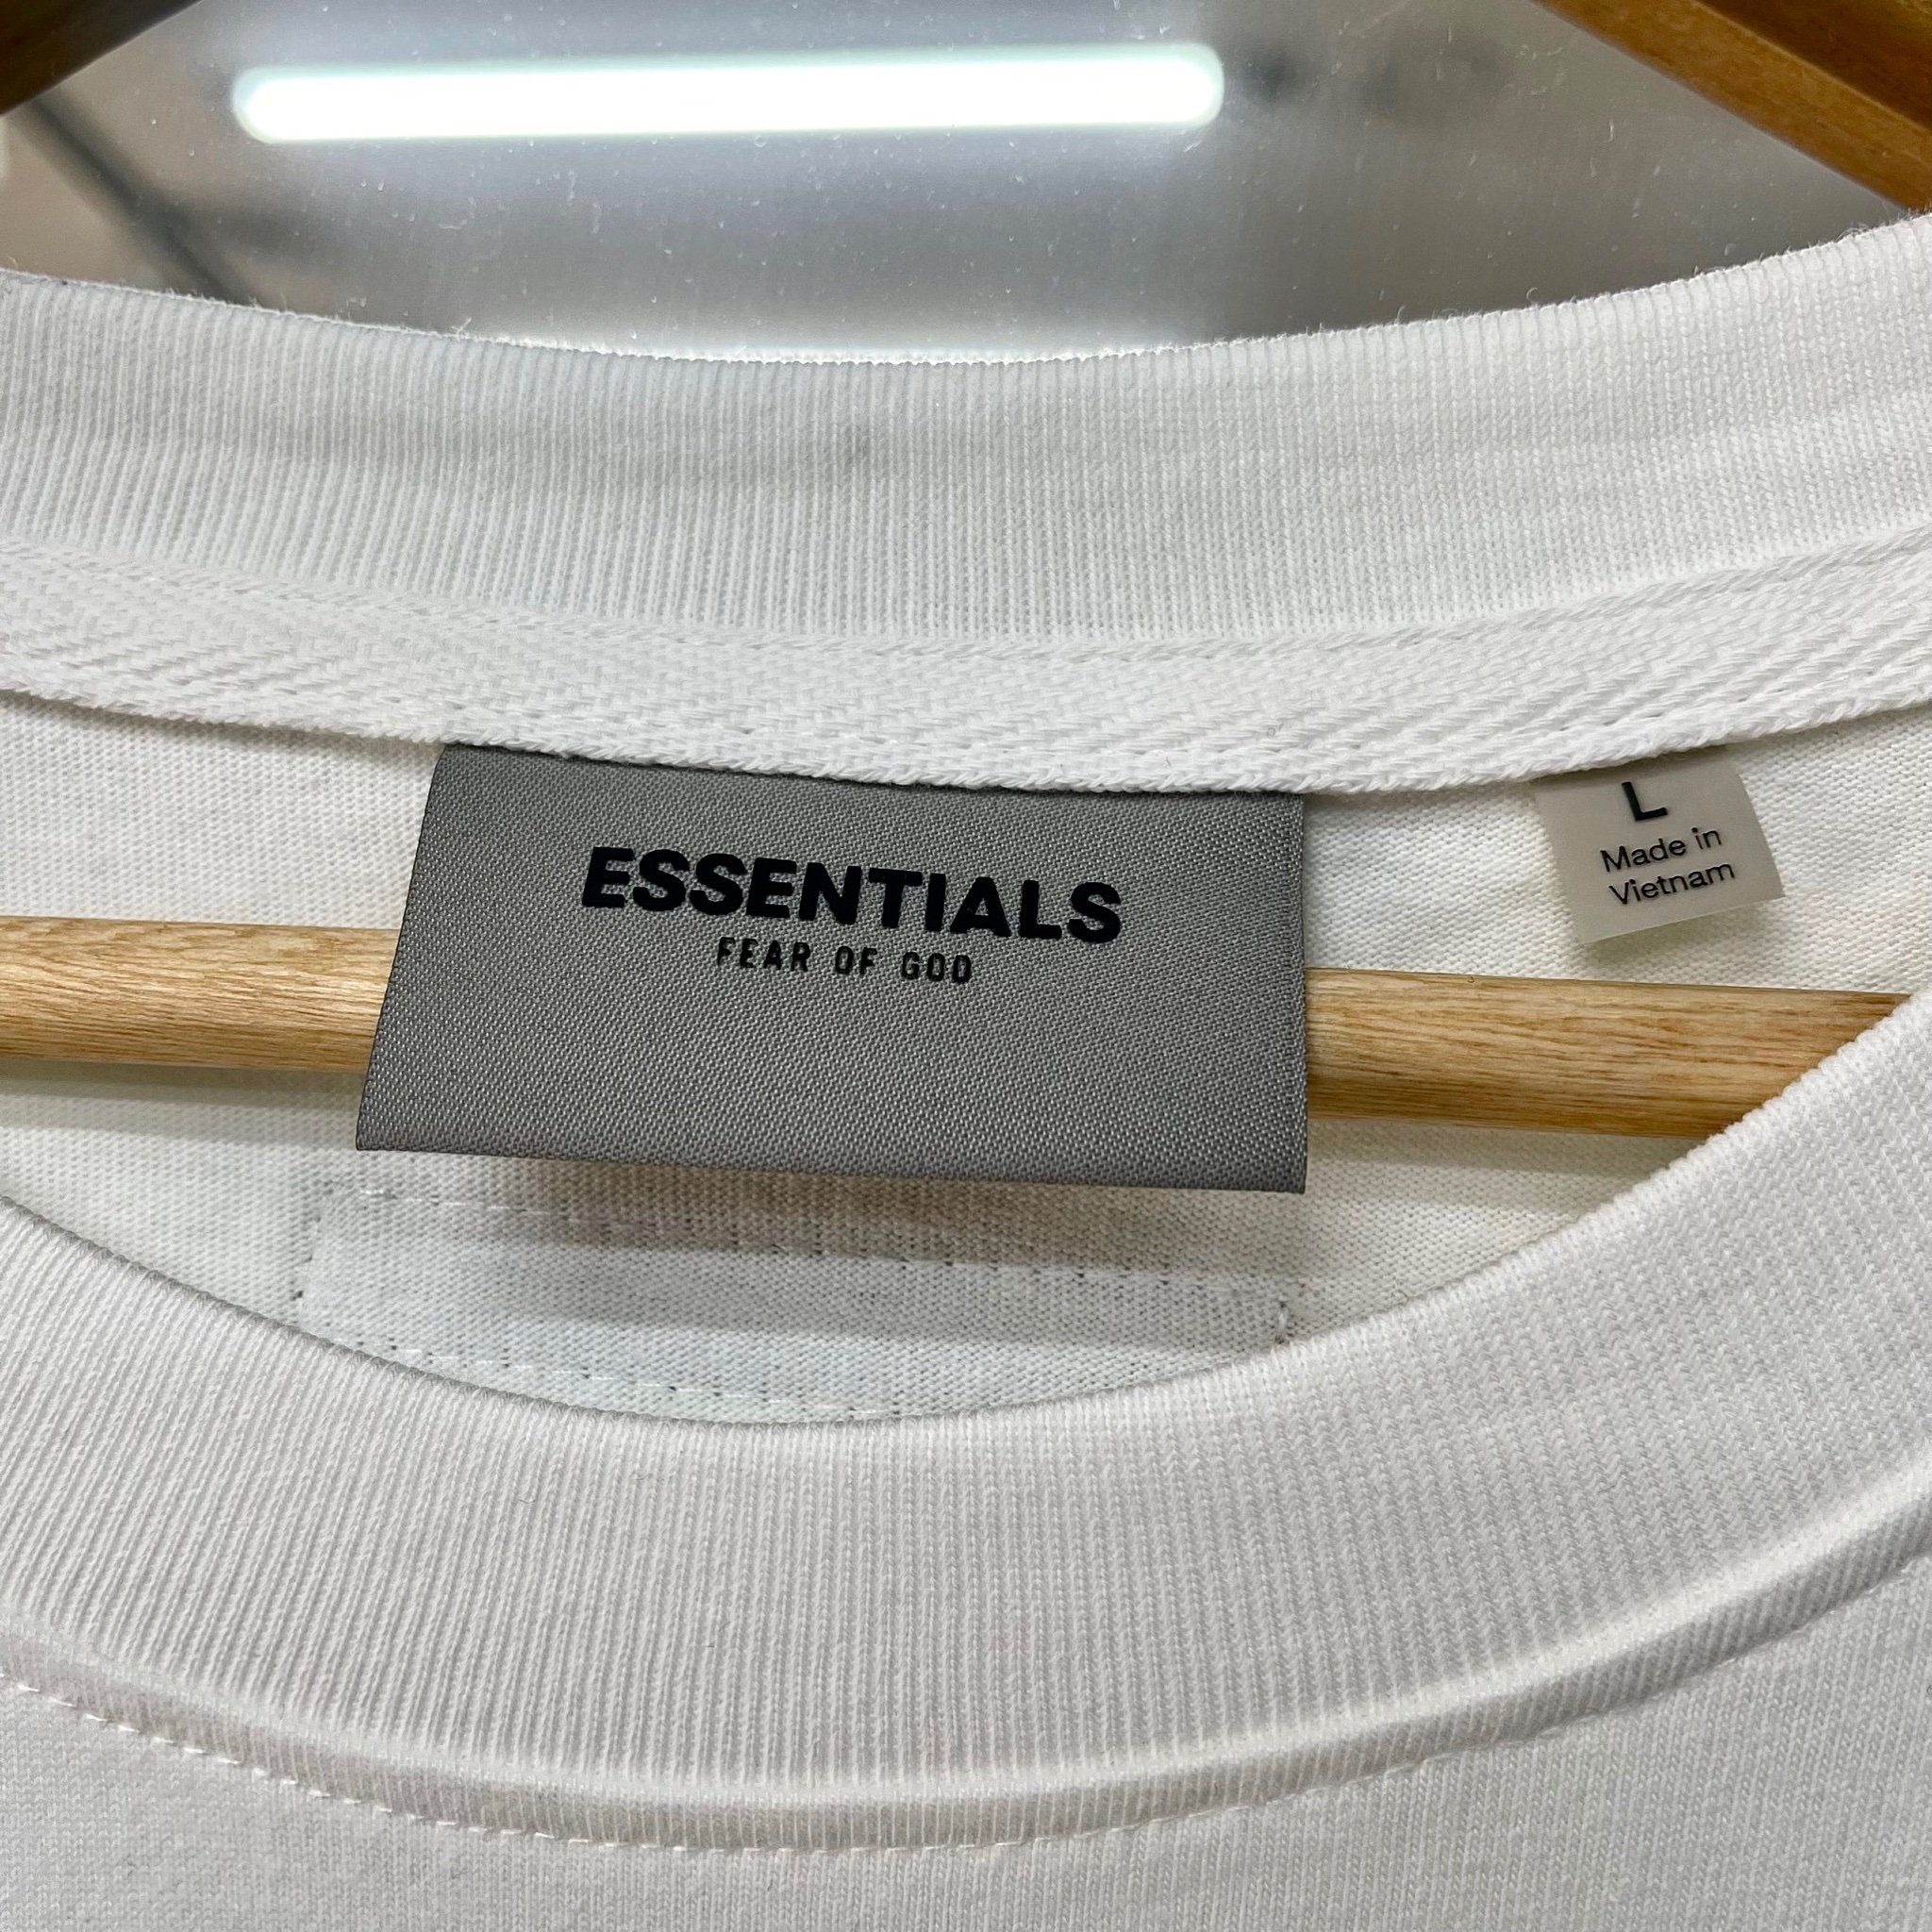 ESSENTIALS
FEAR OF GOD
L
Made in
Vietnam